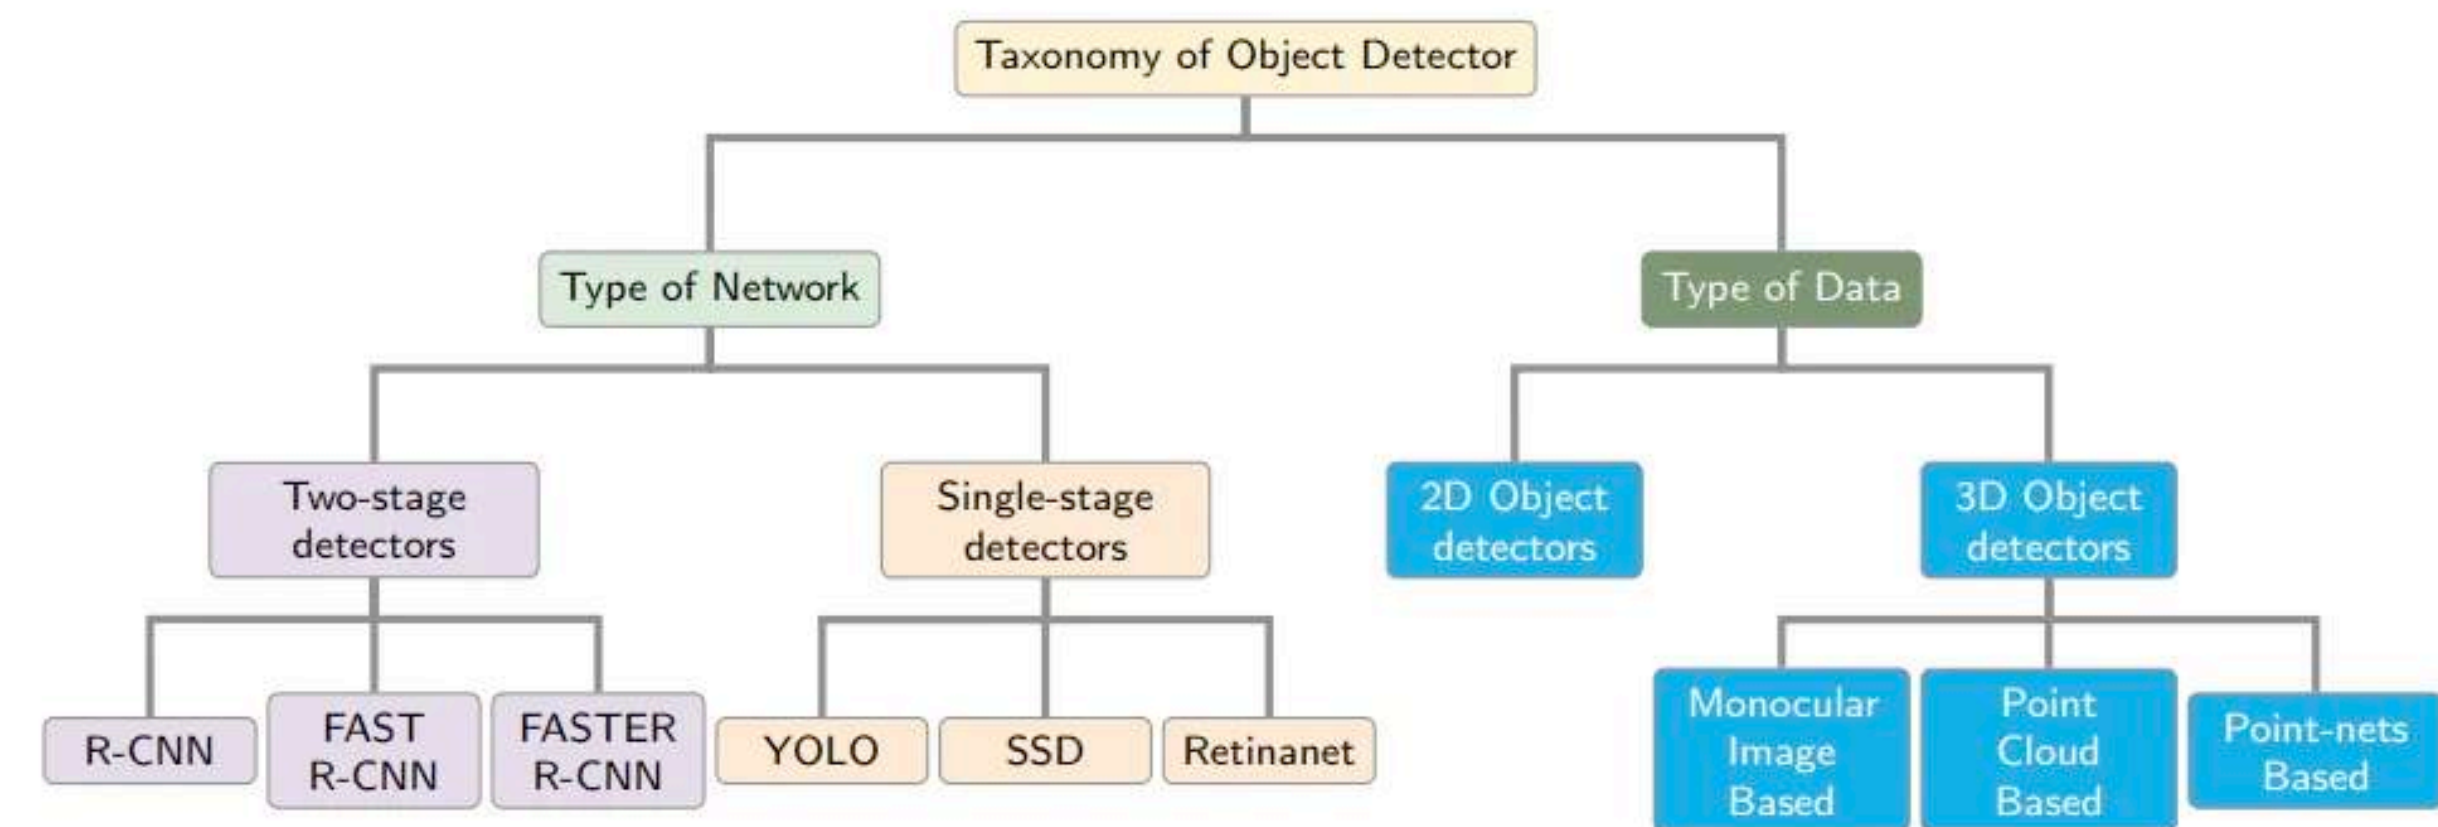 Taxonomy of Object Detector
Type of Network
Type of Data
Two-stage
detectors
Single-stage
detectors
2D Object
detectors
3D Object
detectors
R-CNN
FAST
R-CNN
FASTER
R-CNN
YOLO
SSD
Retinanet
Monocular
Image
Based
Point
Cloud
Based
Point-nets
Based